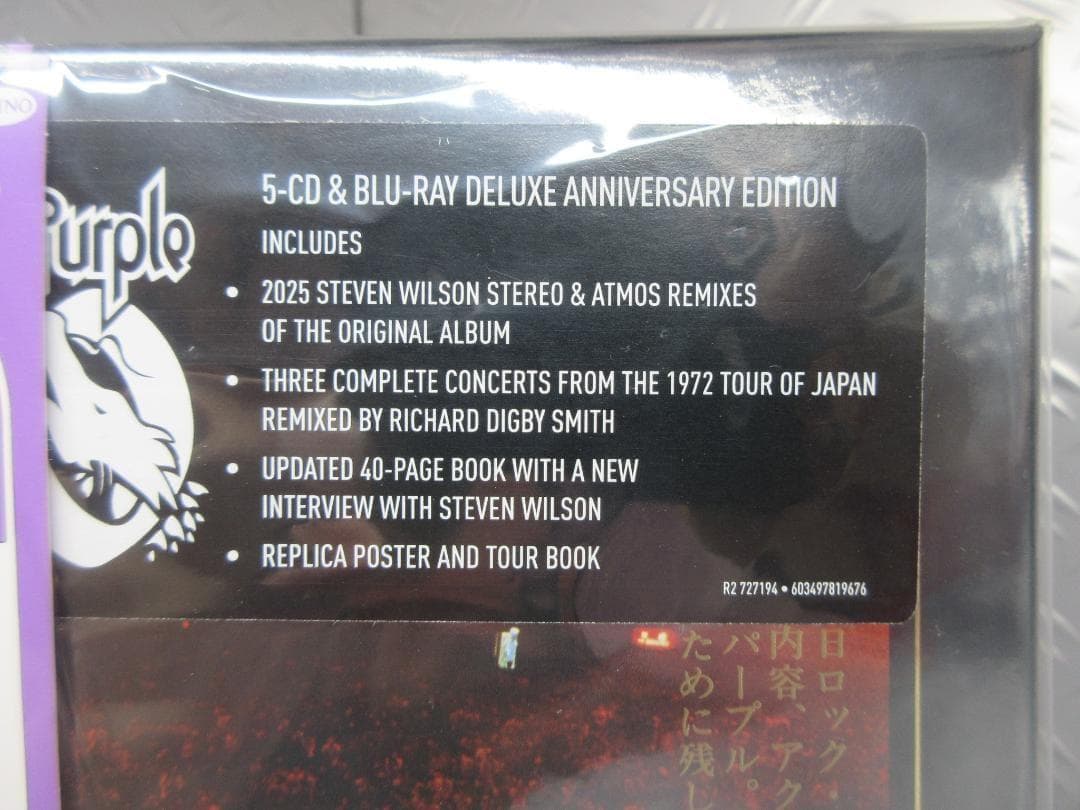 Purple
5-CD & BLU-RAY DELUXE ANNIVERSARY EDITION
INCLUDES
• 2025 STEVEN WILSON STEREO & ATMOS REMIXES
OF THE ORIGINAL ALBUM
• THREE COMPLETE CONCERTS FROM THE 1972 TOUR OF JAPAN
REMIXED BY RICHARD DIGBY SMITH
• UPDATED 40-PAGE BOOK WITH A NEW
INTERVIEW WITH STEVEN WILSON
• REPLICA POSTER AND TOUR BOOK
R2 727194 • 603497819676
日ロック・
内容、アク
パープル。
ために残し